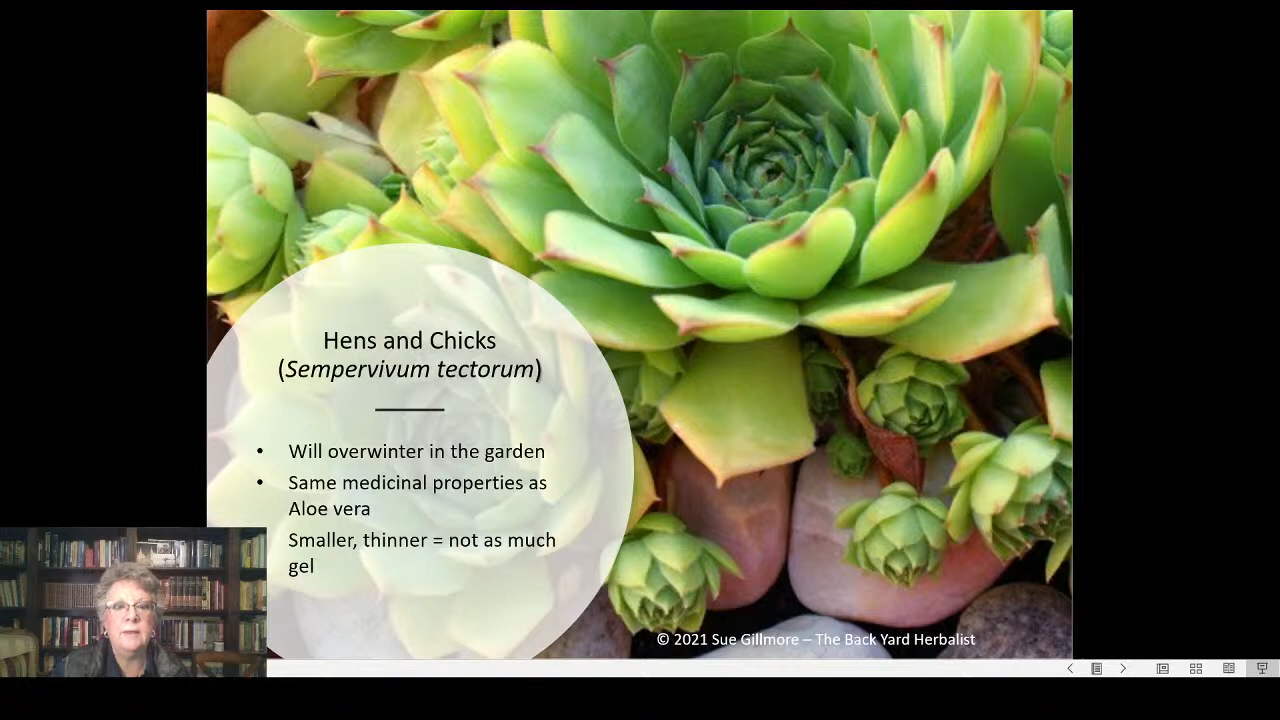 Hens and Chicks
(Sempervivum tectorum)
• Will overwinter in the garden
• Same medicinal properties as
Aloe vera
Smaller, thinner = not as much
gel
© 2021 Sue Gillmore – The Back Yard Herbalist